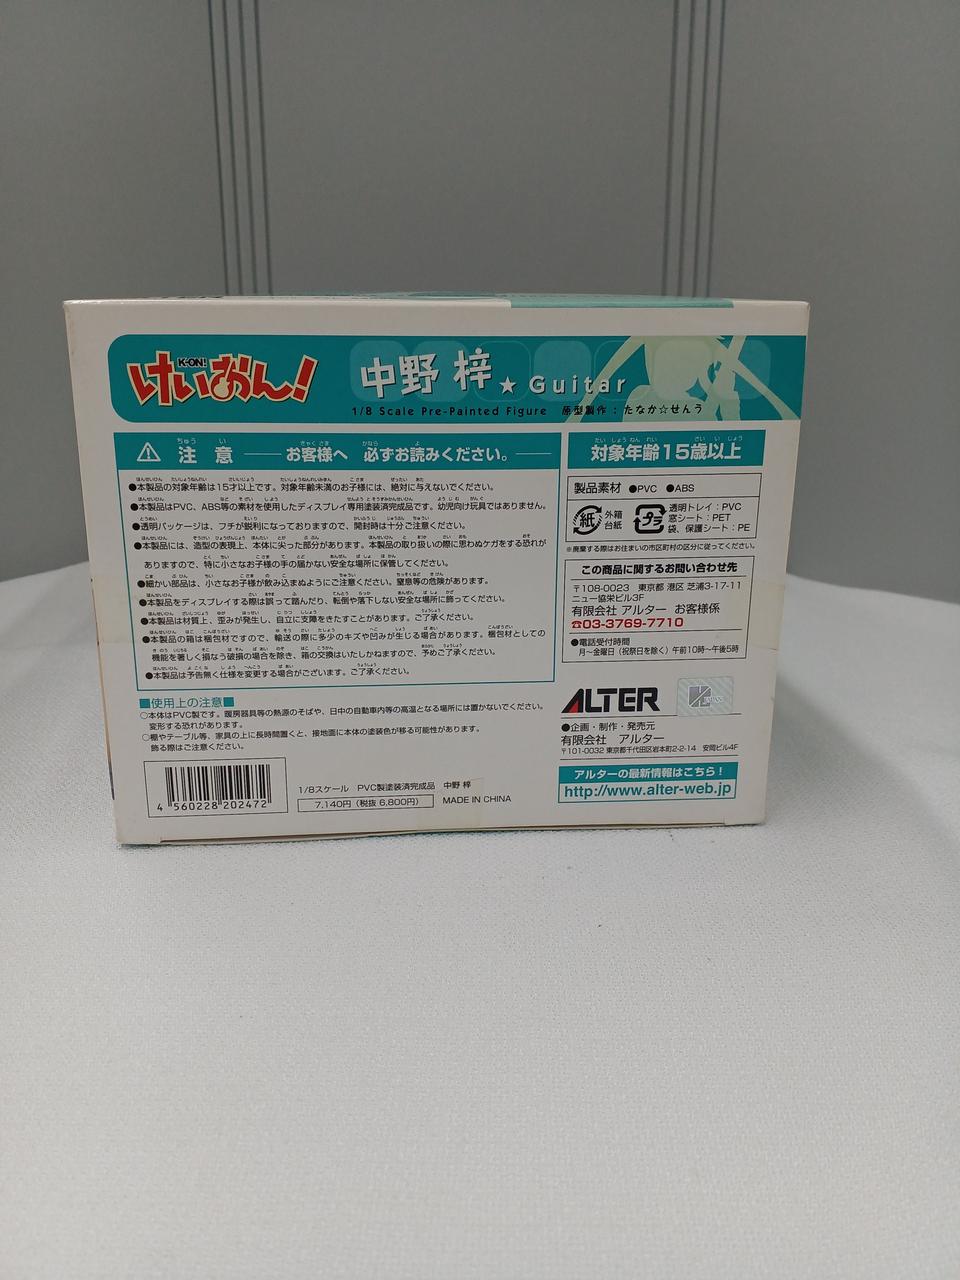 K-ON!
けいおん!
中野 梓 ★ Guitar
1/8 Scale Pre-Painted Figure 原型製作:たなか☆せんう
注意 ―― お客様へ 必ずお読みください。――
●本製品の対象年齢は15才以上です。対象年齢未満のお子様には、絶対に与えないでください。
●本製品はPVC、ABS等の素材を使用したディスプレイ専用塗装済完成品です。幼児向け玩具ではありません。
●透明パッケージは、フチが鋭利になっておりますので、開封時は十分ご注意ください。
●本製品には、造型の表現上、本体に尖った部分があります。本製品の取り扱いの際に思わぬケガをする恐れが
ありますので、特に小さなお子様の手の届かない安全な場所に保管してください。
●細かい部品は、小さなお子様が飲み込まぬようにご注意ください。窒息等の危険があります。
●本製品をディスプレイする際は誤って踏んだり、転倒や落下しない安全な場所に飾ってください。
●本製品は材質上、歪みが発生し、自立に支障をきたすことがあります。ご了承ください。
●本製品の箱は梱包材ですので、輸送の際に多少のキズや凹みが生じる場合があります。梱包材としての
機能を著しく損なう破損の場合を除き、箱の交換はいたしかねますので、予めご了承ください。
●本製品は予告無く仕様を変更する場合がございます。ご了承ください。
■使用上の注意■
○本体はPVC製です。暖房器具等の熱源のそばや、日中の自動車内等の高温となる場所には置かないでください。
変形する恐れがあります。
○棚やテーブル等、家具の上に長時間置くと、接地面に本体の塗装色が移る可能性があります。
飾る際はご注意ください。
4 560228 202472
1/8スケール PVC製塗装済完成品 中野 梓
7,140円(税抜 6,800円)
MADE IN CHINA
対象年齢15歳以上
製品素材 ●PVC ●ABS
紙 外箱
台紙
プラ 透明トレイ:PVC
窓シート:PET
袋、保護シート:PE
※廃棄する際はお住まいの市区町村の区分に従ってください。
この商品に関するお問い合わせ先
〒108-0023 東京都 港区 芝浦3-17-11
ニュー協栄ビル3F
有限会社 アルター お客様係
☎03-3769-7710
●電話受付時間
月～金曜日(祝祭日を除く)午前10時～午後5時
ALTER
●企画・制作・発売元
有限会社 アルター
〒101-0032 東京都千代田区岩本町2-2-14 安岡ビル4F
アルターの最新情報はこちら!
http://www.alter-web.jp